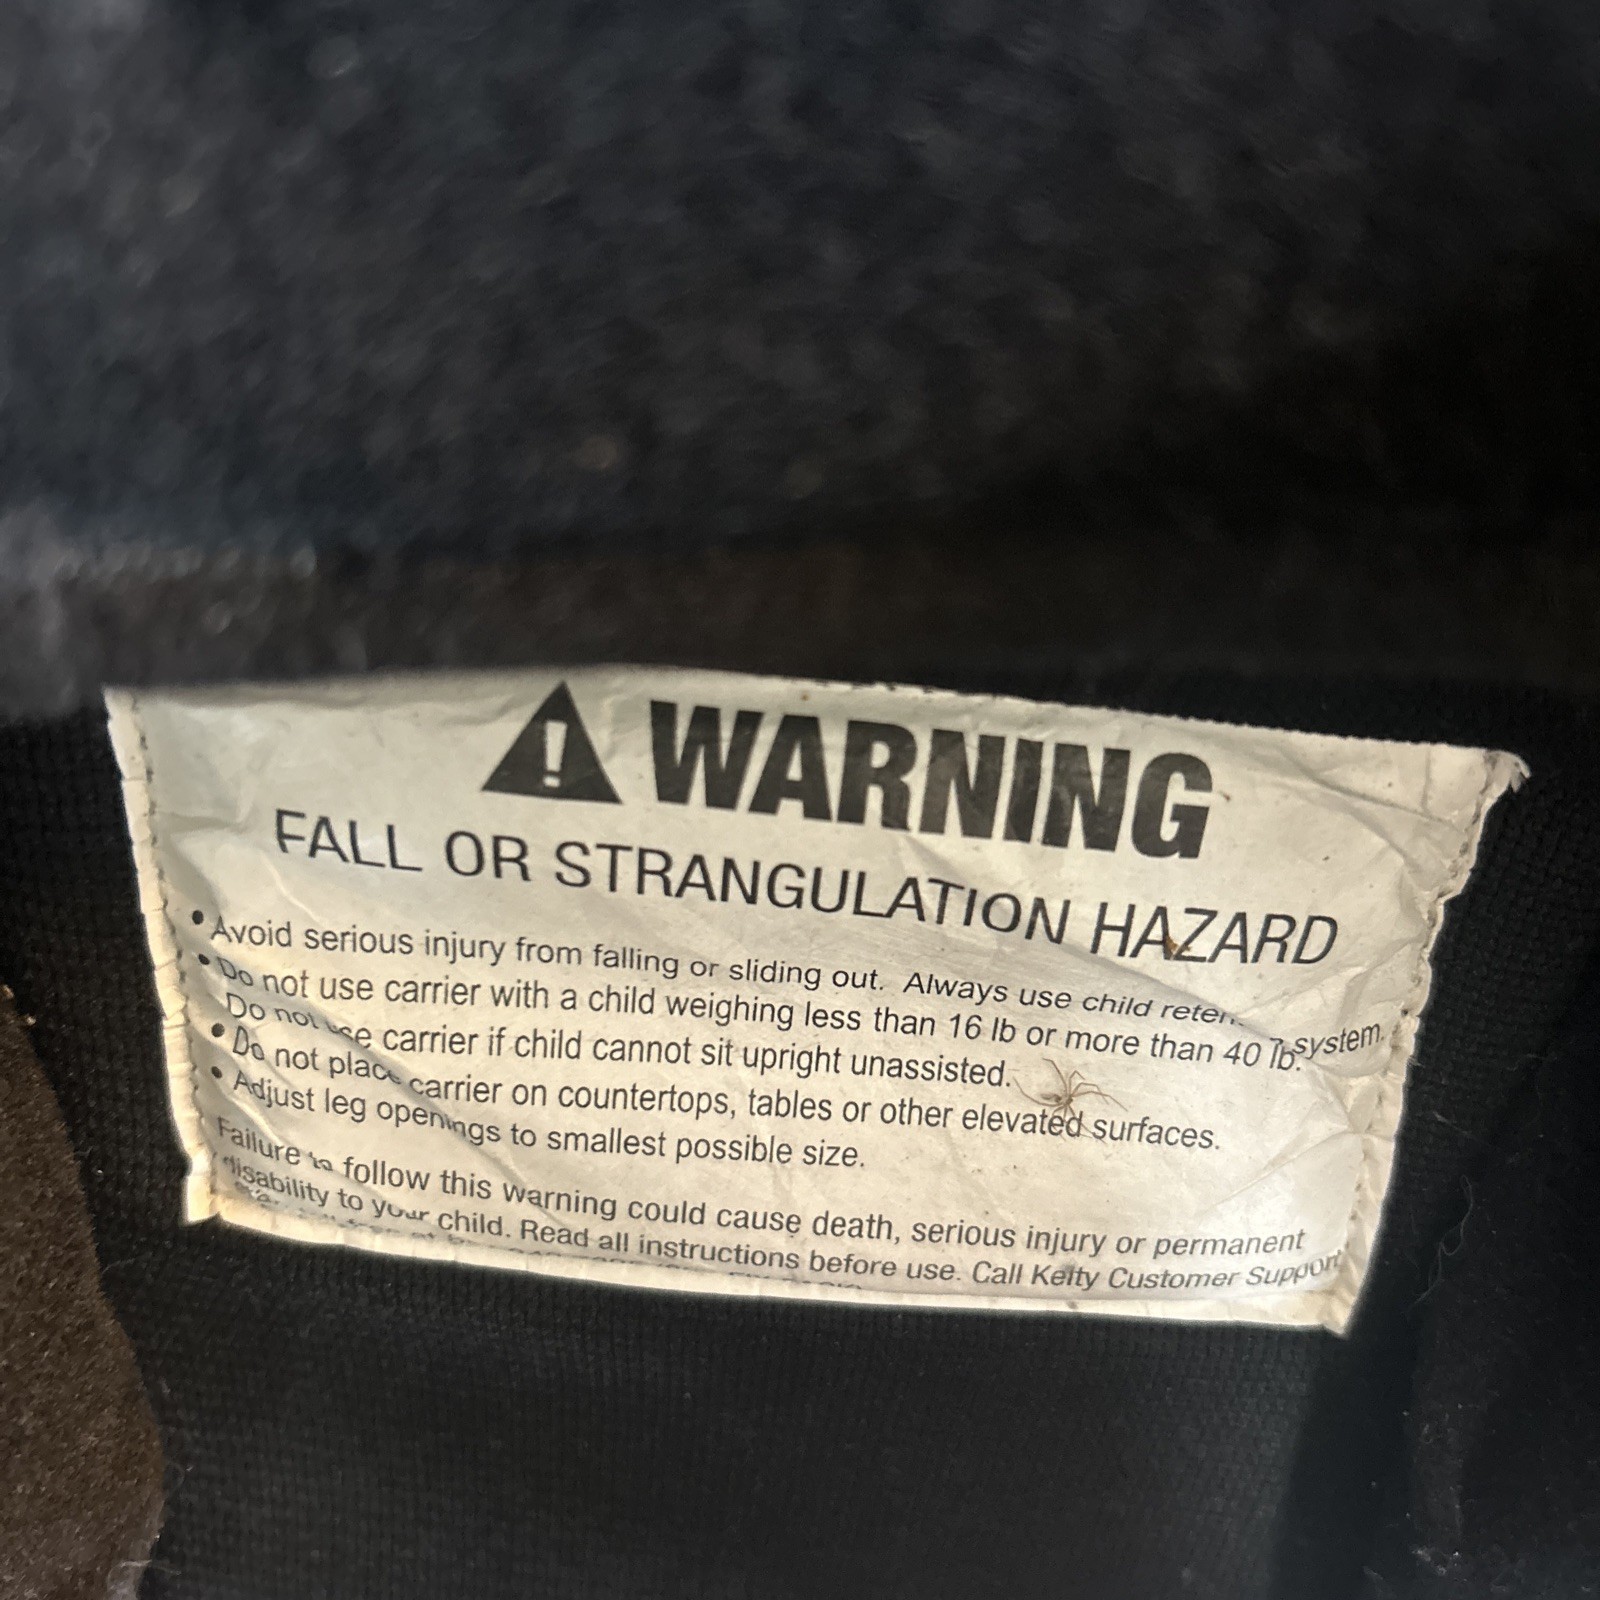 WARNING
FALL OR STRANGULATION HAZARD
• Avoid serious injury from falling or sliding out. Always use child system.
• Do not use carrier with a child weighing less than 16 lb or more than 40 lb.
Do not use carrier if child cannot sit upright unassisted.
• Do not place carrier on countertops, tables or other elevated surfaces.
• Adjust leg openings to smallest possible size.
Failure to follow this warning could cause death, serious injury or permanent
disability to your child. Read all instructions before use. Call Kelty Customer Support